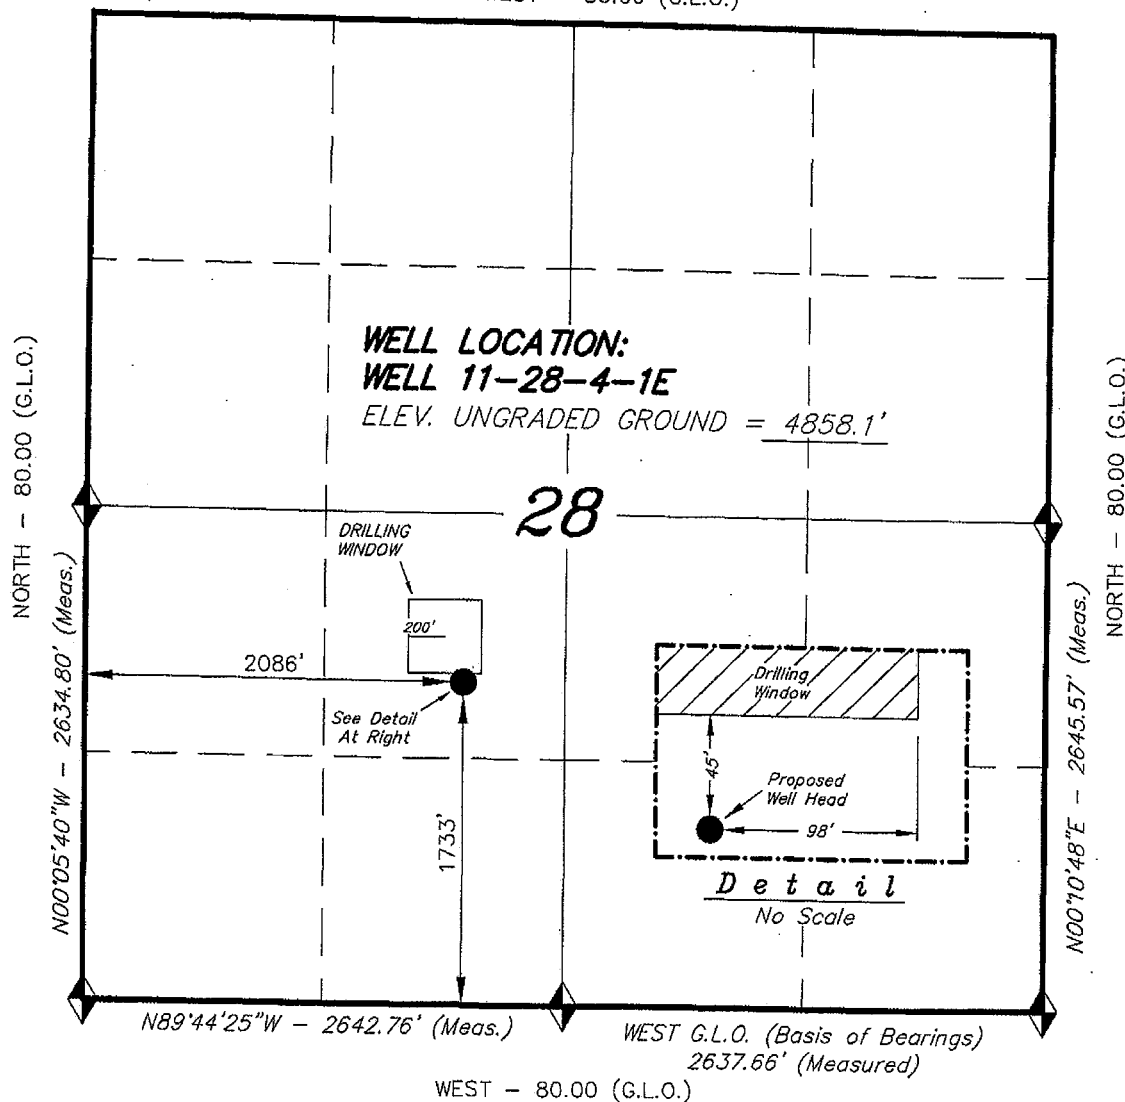 WEST - 80.00 (G.L.O.)
NORTH - 80.00 (G.L.O.)
N00°05'40"W - 2634.80' (Meas.)
WELL LOCATION:
WELL 11-28-4-1E
ELEV. UNGRADED GROUND = 4858.1'
28
DRILLING
WINDOW
200'
2086'
See Detail
At Right
1733'
Drilling
Window
45'
Proposed
Well Head
98'
Detail
No Scale
NORTH - 80.00 (G.L.O.)
N00°10'48"E - 2645.57' (Meas.)
N89°44'25"W - 2642.76' (Meas.)
WEST G.L.O. (Basis of Bearings)
2637.66' (Measured)
WEST - 80.00 (G.L.O.)